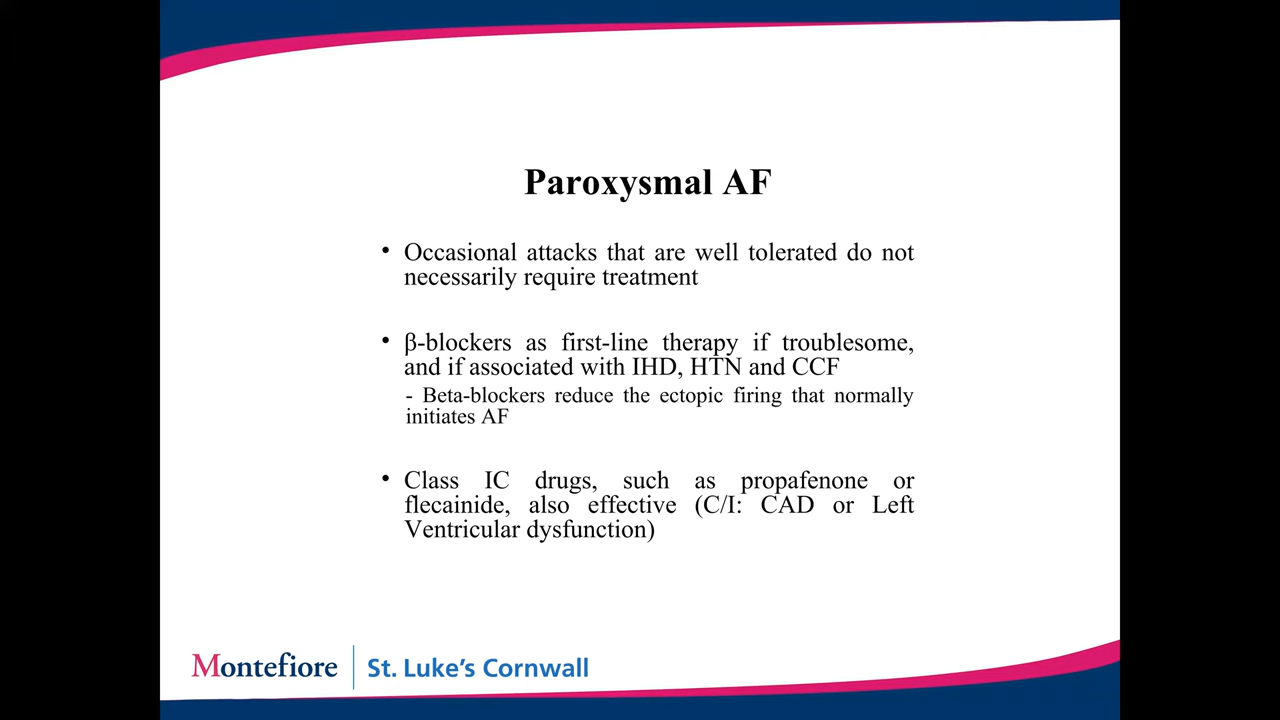 Paroxysmal AF
• Occasional attacks that are well tolerated do not
necessarily require treatment
• β-blockers as first-line therapy if troublesome,
and if associated with IHD, HTN and CCF
- Beta-blockers reduce the ectopic firing that normally
initiates AF
• Class IC drugs, such as propafenone or
flecainide, also effective (C/I: CAD or Left
Ventricular dysfunction)
Montefiore | St. Luke's Cornwall